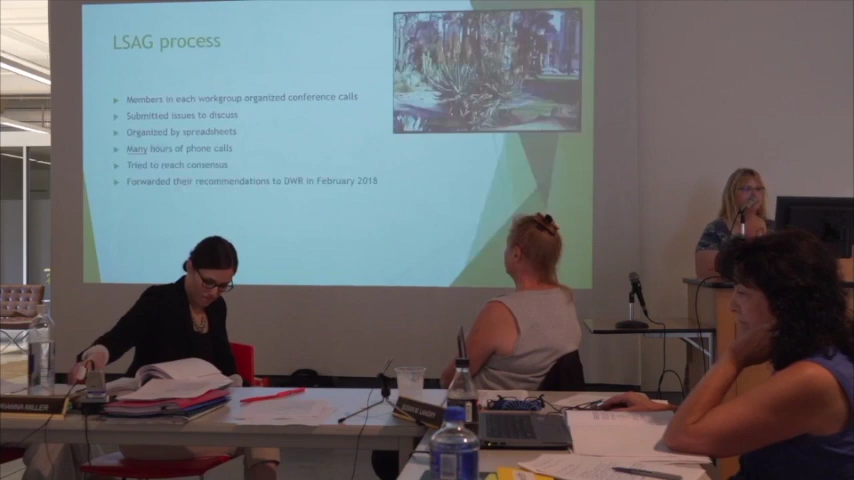 LSAG process
Members in each workgroup organized conference calls
Submitted issues to discuss
Organized by spreadsheets
Many hours of phone calls
Tried to reach consensus
Forwarded their recommendations to DWR in February 2018
MILLER